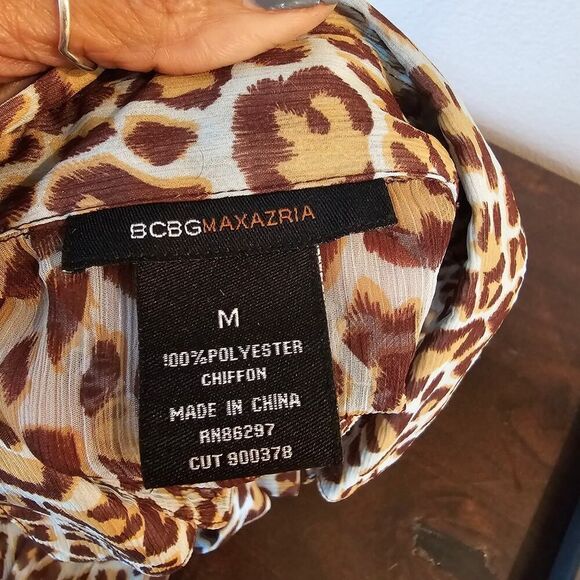 BCBGMAXAZRIA
M
100%POLYESTER
CHIFFON
MADE IN CHINA
RN86297
CUT 900378